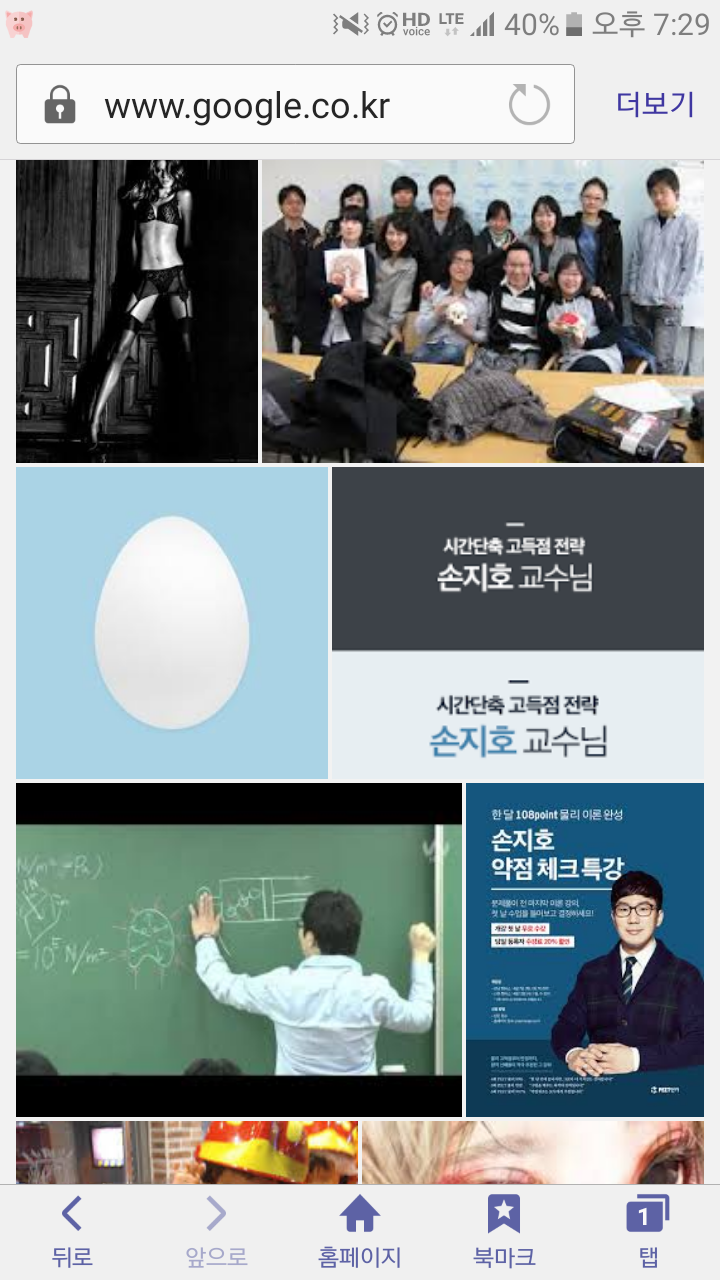 HD voice LTE 40% 오후 7:29
www.google.co.kr
더보기
시간단축 고득점 전략
손지호 교수님
시간단축 고득점 전략
손지호 교수님
N/m²
=10⁵ N/m²
한 달 108point 물리 이론 완성
손지호
약점 체크 특강
문제풀이 전 마지막 이론 강의,
첫 날 수업을 들어보고 결정하세요!
개강 첫 날 무료 수강
당일 등록자 수강료 20% 할인
뒤로
앞으로
홈페이지
북마크
1
탭